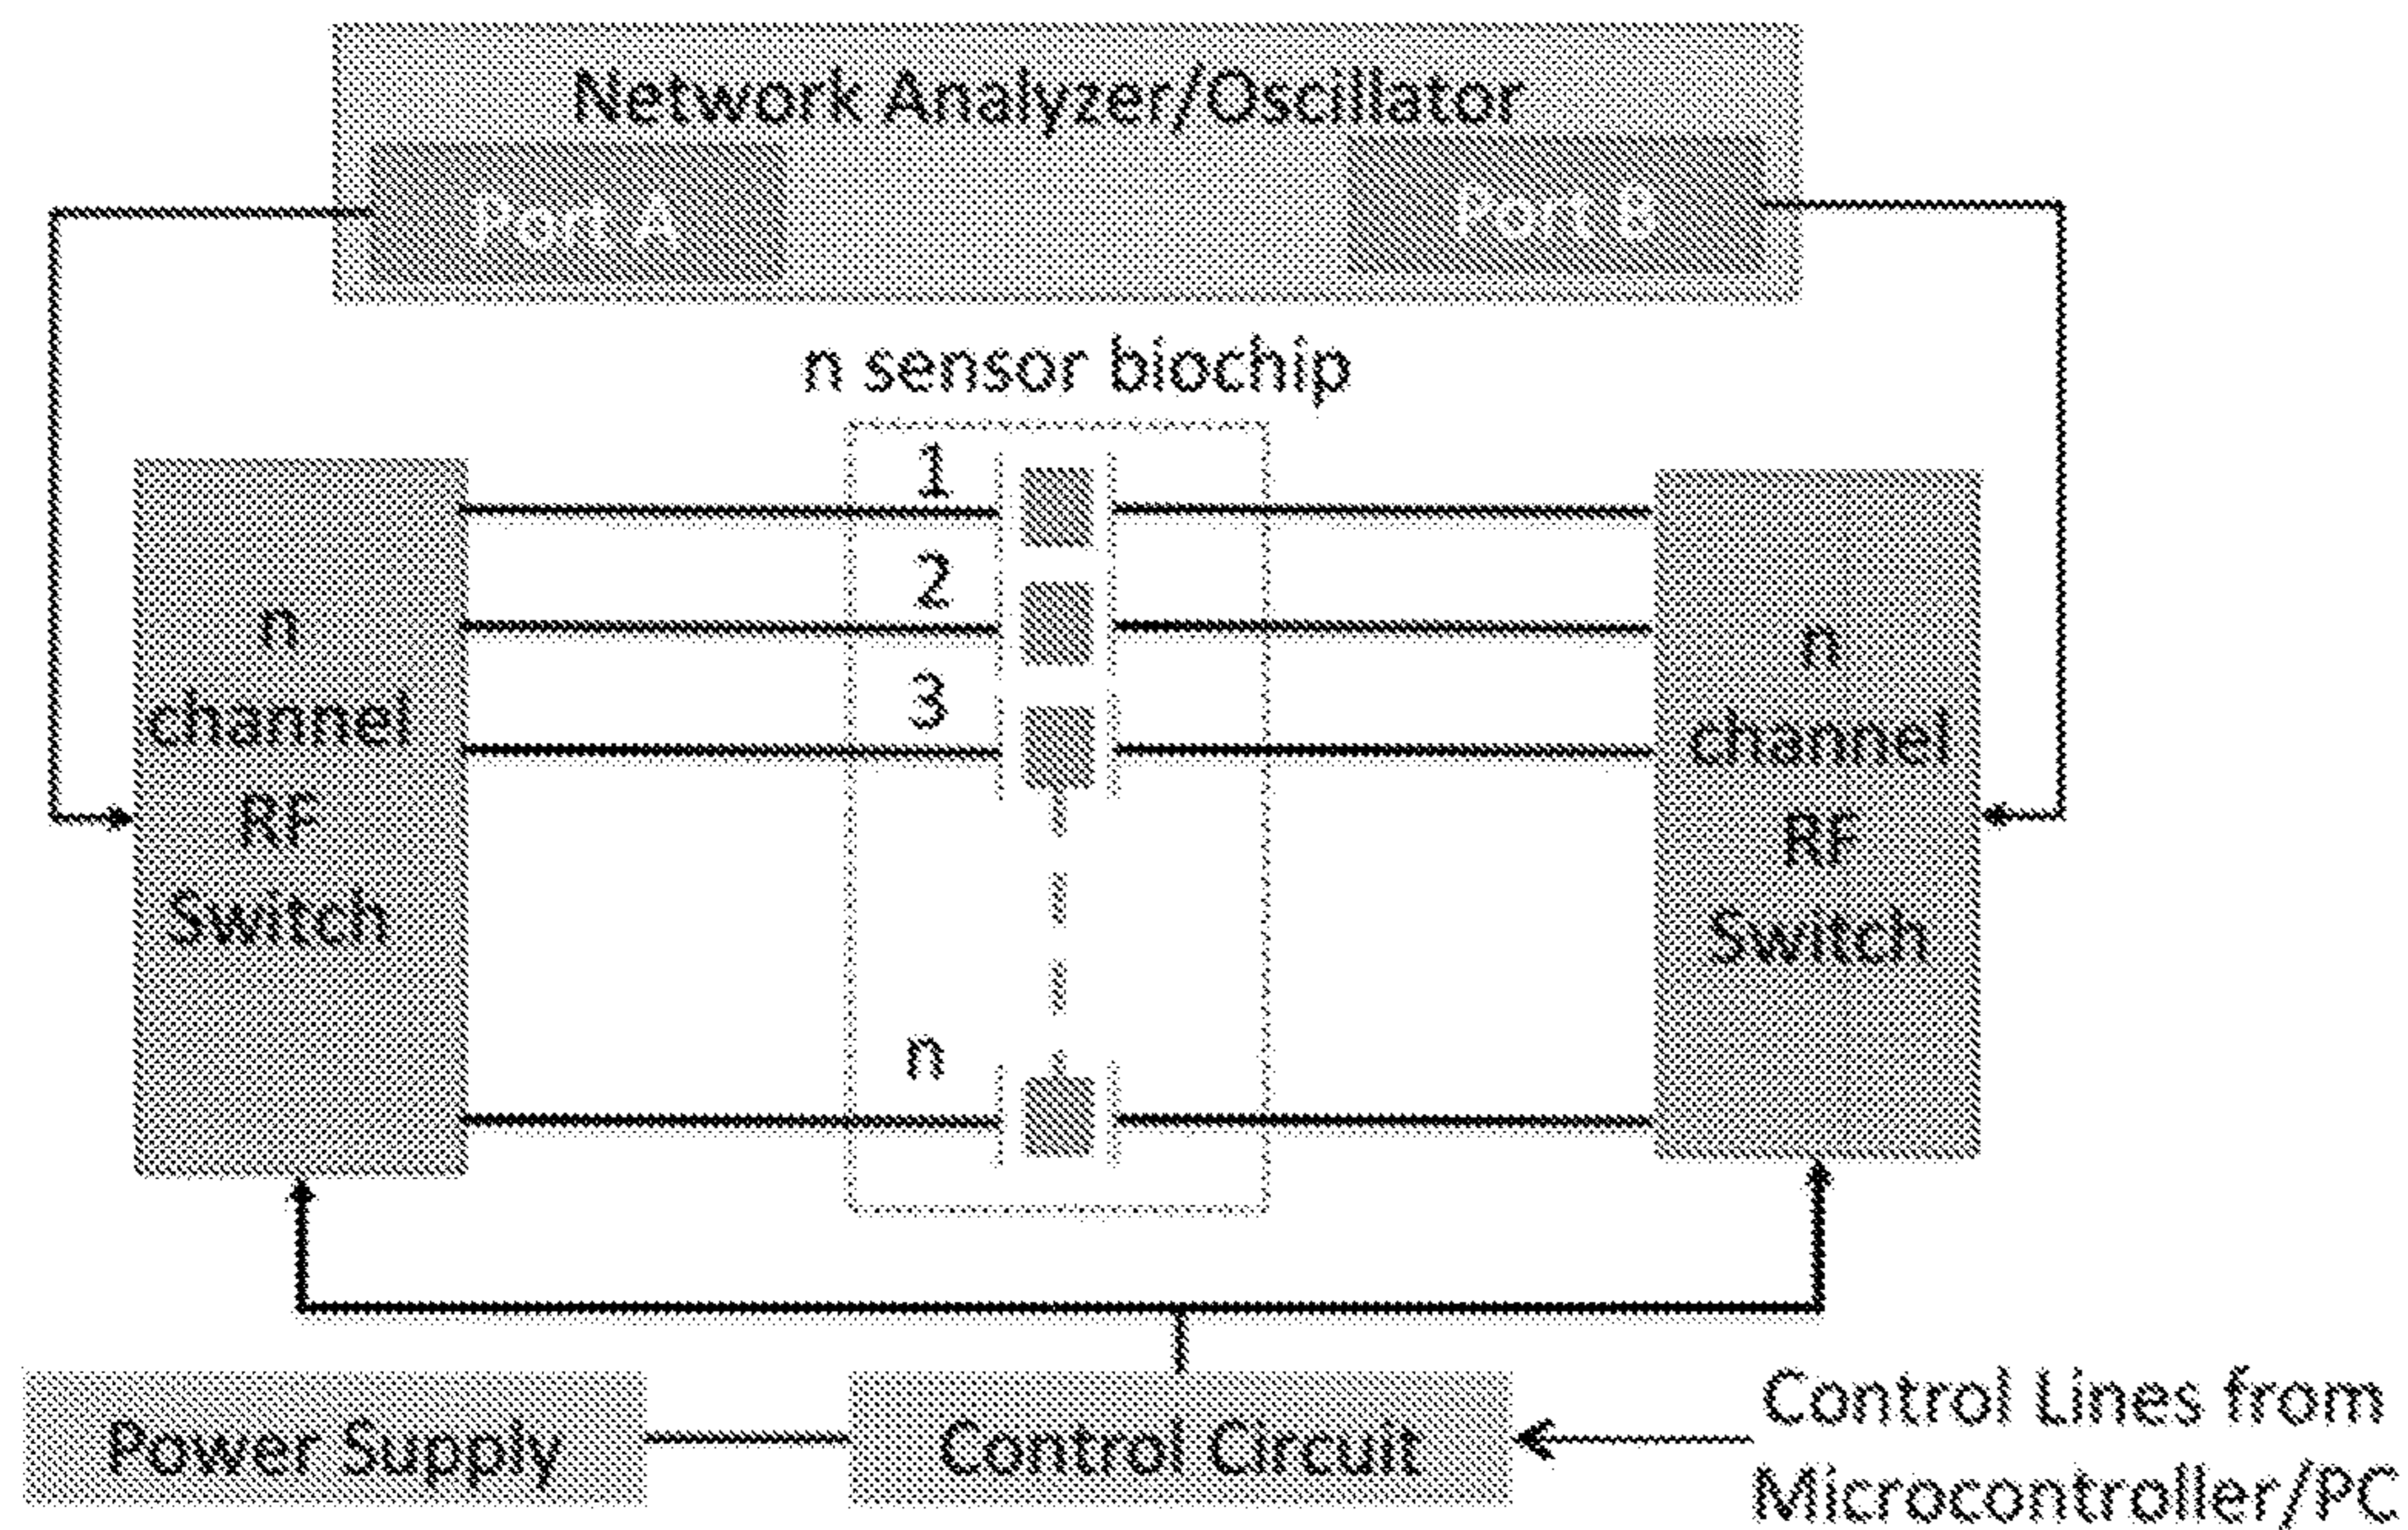 Network Analyzer/Oscillator
Port A
Port B
n sensor biochip
1
2
3
n
n
channel
RF
Switch
n
channel
RF
Switch
Power Supply
Control Circuit
Control Lines from
Microcontroller/PC